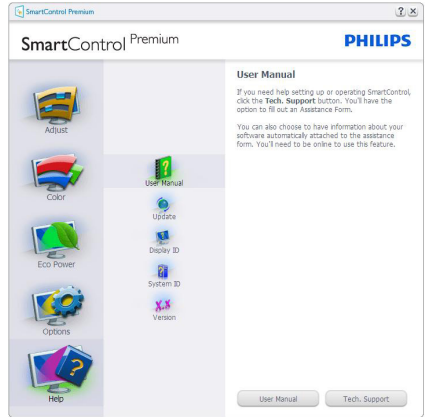 SmartControl Premium
SmartControl Premium
PHILIPS
Adjust
Color
Eco Power
Options
Help
User Manual
Update
Display ID
System ID
X.X
Version
User Manual
If you need help setting up or operating SmartControl,
click the Tech. Support button. You'll have the
option to fill out an Assistance Form.
You can also choose to have information about your
software automatically attached to the assistance
form. You'll need to be online to use this feature.
User Manual
Tech. Support